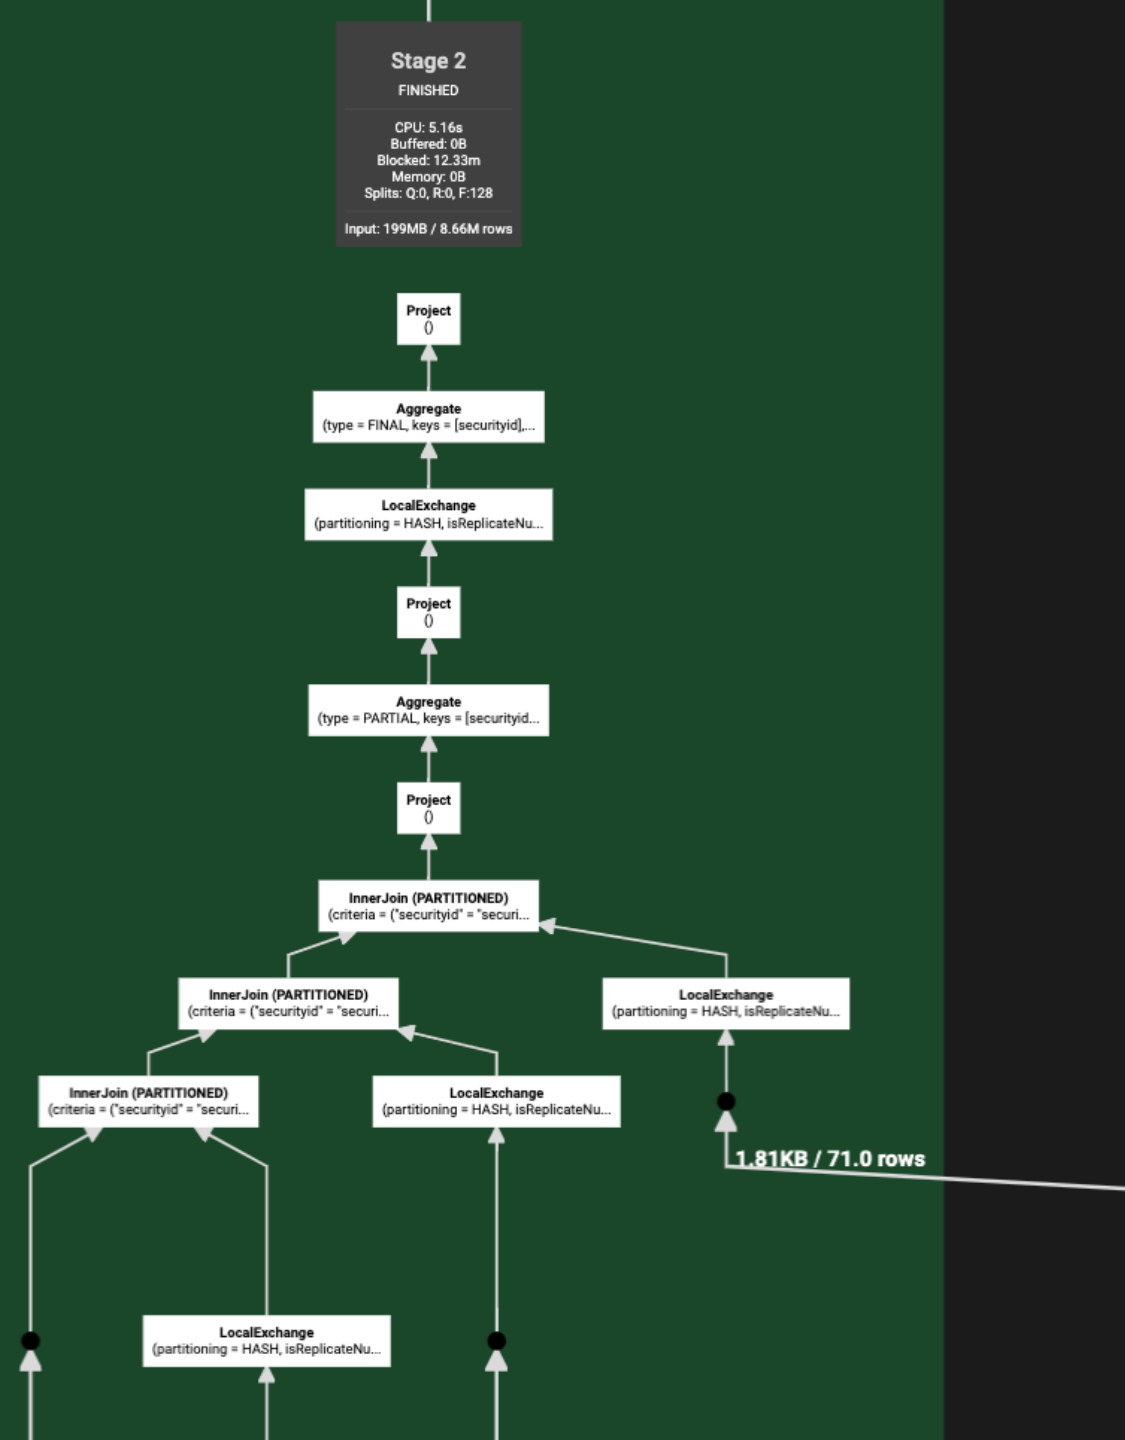 Stage 2
FINISHED
CPU: 5.16s
Buffered: 0B
Blocked: 12.33m
Memory: 0B
Splits: Q:0, R:0, F:128
Input: 199MB / 8.66M rows
Project
()
Aggregate
(type = FINAL, keys = [securityid],...
LocalExchange
(partitioning = HASH, isReplicateNu...
Project
()
Aggregate
(type = PARTIAL, keys = [securityid...
Project
()
InnerJoin (PARTITIONED)
(criteria = ("securityid" = "securi...
InnerJoin (PARTITIONED)
(criteria = ("securityid" = "securi...
LocalExchange
(partitioning = HASH, isReplicateNu...
InnerJoin (PARTITIONED)
(criteria = ("securityid" = "securi...
LocalExchange
(partitioning = HASH, isReplicateNu...
1.81KB / 71.0 rows
LocalExchange
(partitioning = HASH, isReplicateNu...